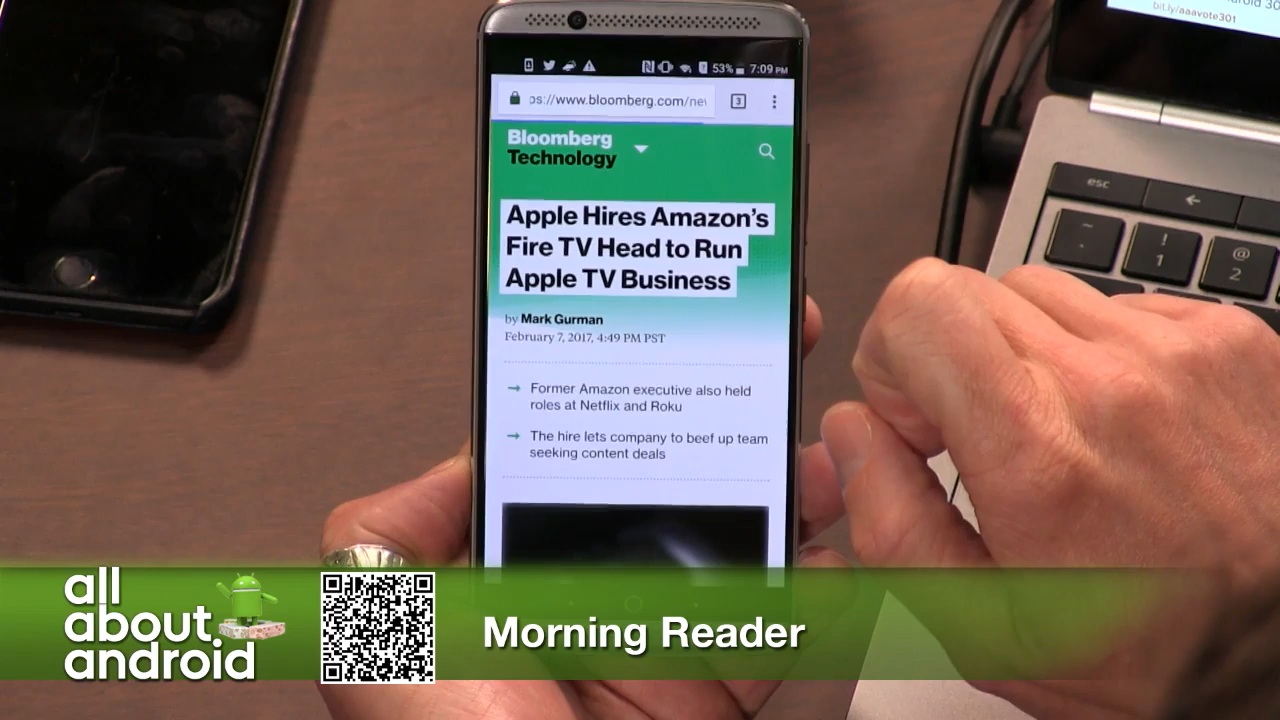 android 30
bit.ly/aaavote301
53% 7:09 PM
ps://www.bloomberg.com/nev
3
Bloomberg
Technology
Apple Hires Amazon's
Fire TV Head to Run
Apple TV Business
by Mark Gurman
February 7, 2017, 4:49 PM PST
→ Former Amazon executive also held
roles at Netflix and Roku
→ The hire lets company to beef up team
seeking content deals
esc
←
~
!
1
@
2
all
about
android
Morning Reader